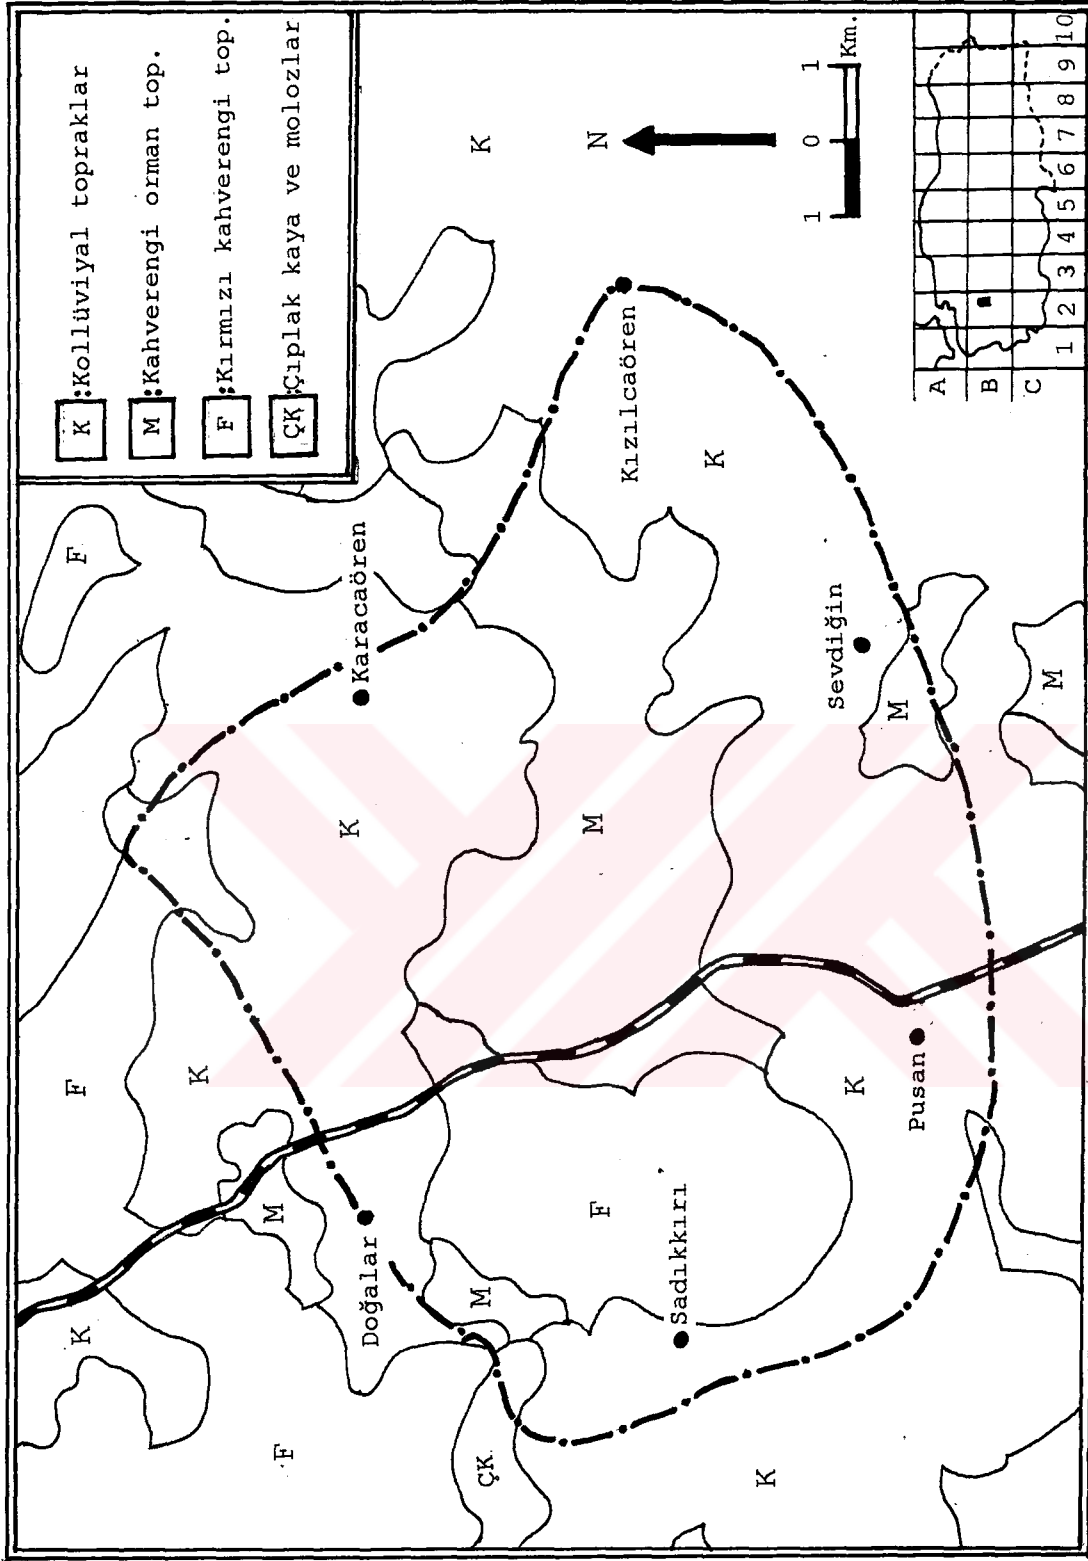 K :Kollüviyal topraklar
M :Kahverengi orman top.
F :Kırmızı kahverengi top.
ÇK :Çıplak kaya ve molozlar
K
F
F
K
K
M
Doğalar
Karacaören
K
F
ÇK
M
F
M
K
N
Kızılcaören
Sadıkkırı
K
K
K
Pusan
Sevdiğin
M
M
1 0 1
Km.
A
B
C
1 2 3 4 5 6 7 8 9 10